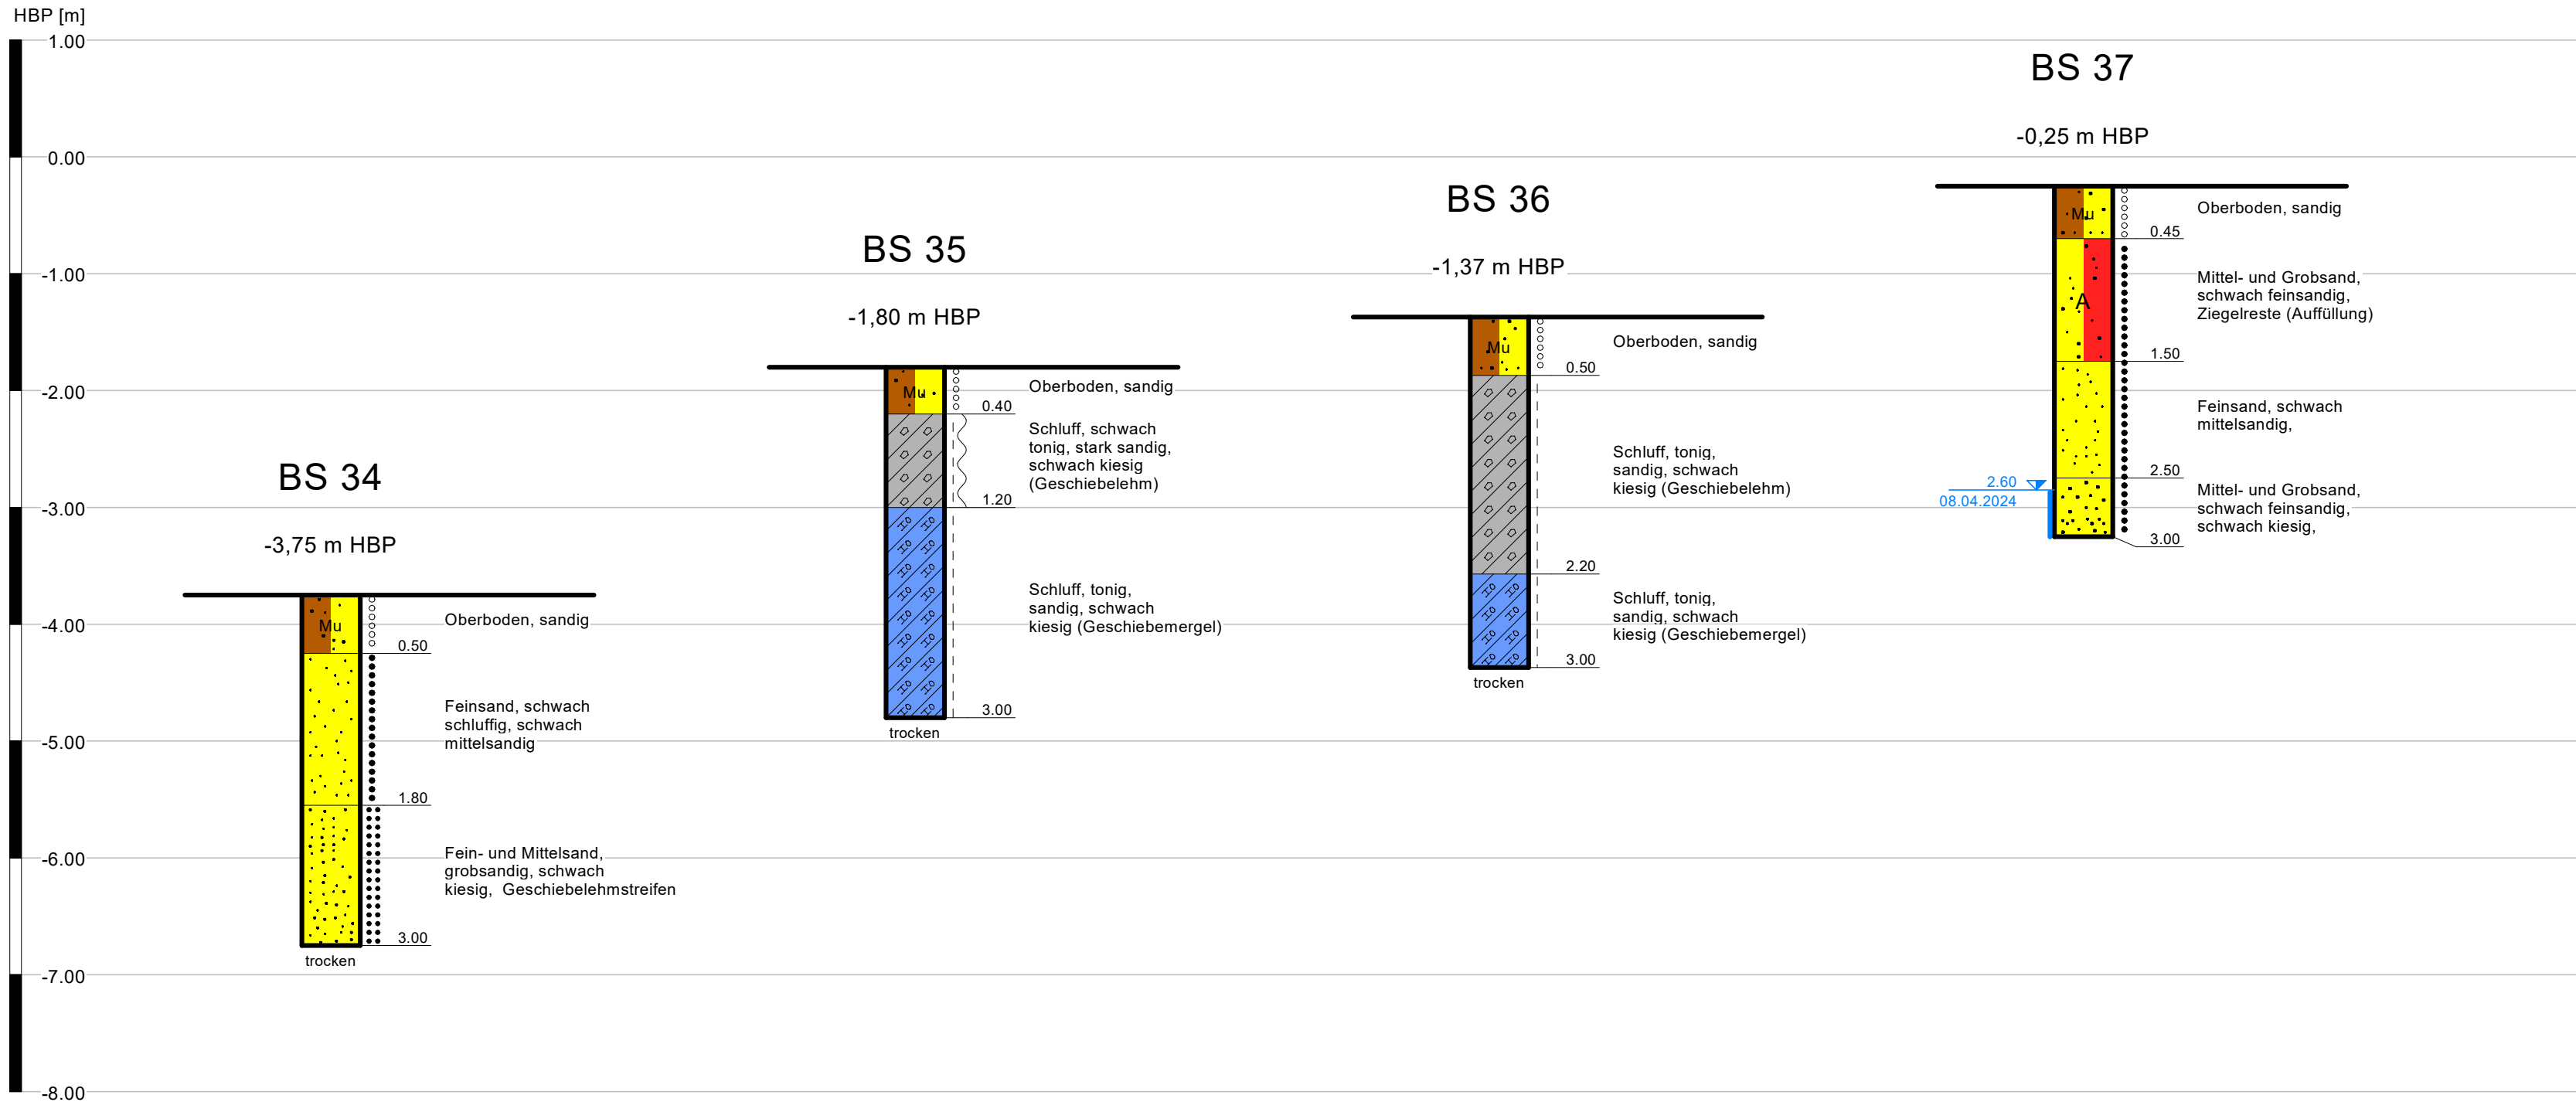 HBP [m]
1.00
0.00
-1.00
-2.00
-3.00
-4.00
-5.00
-6.00
-7.00
-8.00
BS 34
-3,75 m HBP
Mu
Oberboden, sandig
0.50
Feinsand, schwach
schluffig, schwach
mittelsandig
1.80
Fein- und Mittelsand,
grobsandig, schwach
kiesig, Geschiebelehmstreifen
3.00
trocken
BS 35
-1,80 m HBP
Mu
Oberboden, sandig
0.40
Schluff, schwach
tonig, stark sandig,
schwach kiesig
(Geschiebelehm)
1.20
Schluff, tonig,
sandig, schwach
kiesig (Geschiebemergel)
3.00
trocken
BS 36
-1,37 m HBP
Mu
Oberboden, sandig
0.50
Schluff, tonig,
sandig, schwach
kiesig (Geschiebelehm)
2.20
Schluff, tonig,
sandig, schwach
kiesig (Geschiebemergel)
3.00
trocken
BS 37
-0,25 m HBP
Mu
Oberboden, sandig
0.45
A
Mittel- und Grobsand,
schwach feinsandig,
Ziegelreste (Auffüllung)
1.50
Feinsand, schwach
mittelsandig,
2.50
2.60
08.04.2024
Mittel- und Grobsand,
schwach feinsandig,
schwach kiesig,
3.00